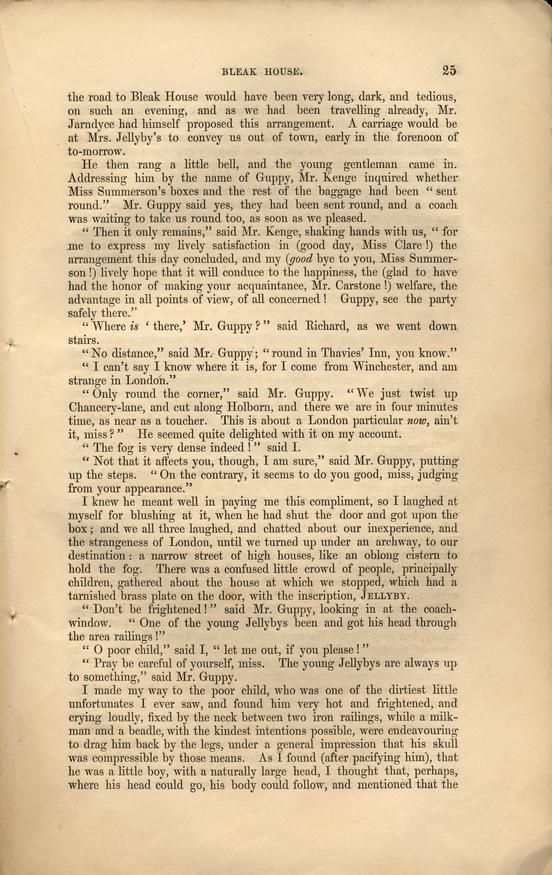 BLEAK HOUSE. 25
the road to Bleak House would have been very long, dark, and tedious,
on such an evening, and as we had been travelling already, Mr.
Jarndyce had himself proposed this arrangement. A carriage would be
at Mrs. Jellyby's to convey us out of town, early in the forenoon of
to-morrow.
He then rang a little bell, and the young gentleman came in.
Addressing him by the name of Guppy, Mr. Kenge inquired whether
Miss Summerson's boxes and the rest of the baggage had been "sent
round." Mr. Guppy said yes, they had been sent round, and a coach
was waiting to take us round too, as soon as we pleased.
"Then it only remains," said Mr. Kenge, shaking hands with us, "for
me to express my lively satisfaction in (good day, Miss Clare!) the
arrangement this day concluded, and my (good bye to you, Miss Summer-
son!) lively hope that it will conduce to the happiness, the (glad to have
had the honor of making your acquaintance, Mr. Carstone!) welfare, the
advantage in all points of view, of all concerned! Guppy, see the party
safely there."
"Where is 'there,' Mr. Guppy?" said Richard, as we went down
stairs.
"No distance," said Mr. Guppy; "round in Thavies' Inn, you know."
"I can't say I know where it is, for I come from Winchester, and am
strange in London."
"Only round the corner," said Mr. Guppy. "We just twist up
Chancery-lane, and cut along Holborn, and there we are in four minutes
time, as near as a toucher. This is about a London particular now, ain't
it, miss?" He seemed quite delighted with it on my account.
"The fog is very dense indeed!" said I.
"Not that it affects you, though, I am sure," said Mr. Guppy, putting
up the steps. "On the contrary, it seems to do you good, miss, judging
from your appearance."
I knew he meant well in paying me this compliment, so I laughed at
myself for blushing at it, when he had shut the door and got upon the
box; and we all three laughed, and chatted about our inexperience, and
the strangeness of London, until we turned up under an archway, to our
destination: a narrow street of high houses, like an oblong cistern to
hold the fog. There was a confused little crowd of people, principally
children, gathered about the house at which we stopped, which had a
tarnished brass plate on the door, with the inscription, JELLYBY.
"Don't be frightened!" said Mr. Guppy, looking in at the coach-
window. "One of the young Jellybys been and got his head through
the area railings!"
"O poor child," said I, "let me out, if you please!"
"Pray be careful of yourself, miss. The young Jellybys are always up
to something," said Mr. Guppy.
I made my way to the poor child, who was one of the dirtiest little
unfortunates I ever saw, and found him very hot and frightened, and
crying loudly, fixed by the neck between two iron railings, while a milk-
man and a beadle, with the kindest intentions possible, were endeavouring
to drag him back by the legs, under a general impression that his skull
was compressible by those means. As I found (after pacifying him), that
he was a little boy, with a naturally large head, I thought that, perhaps,
where his head could go, his body could follow, and mentioned that the